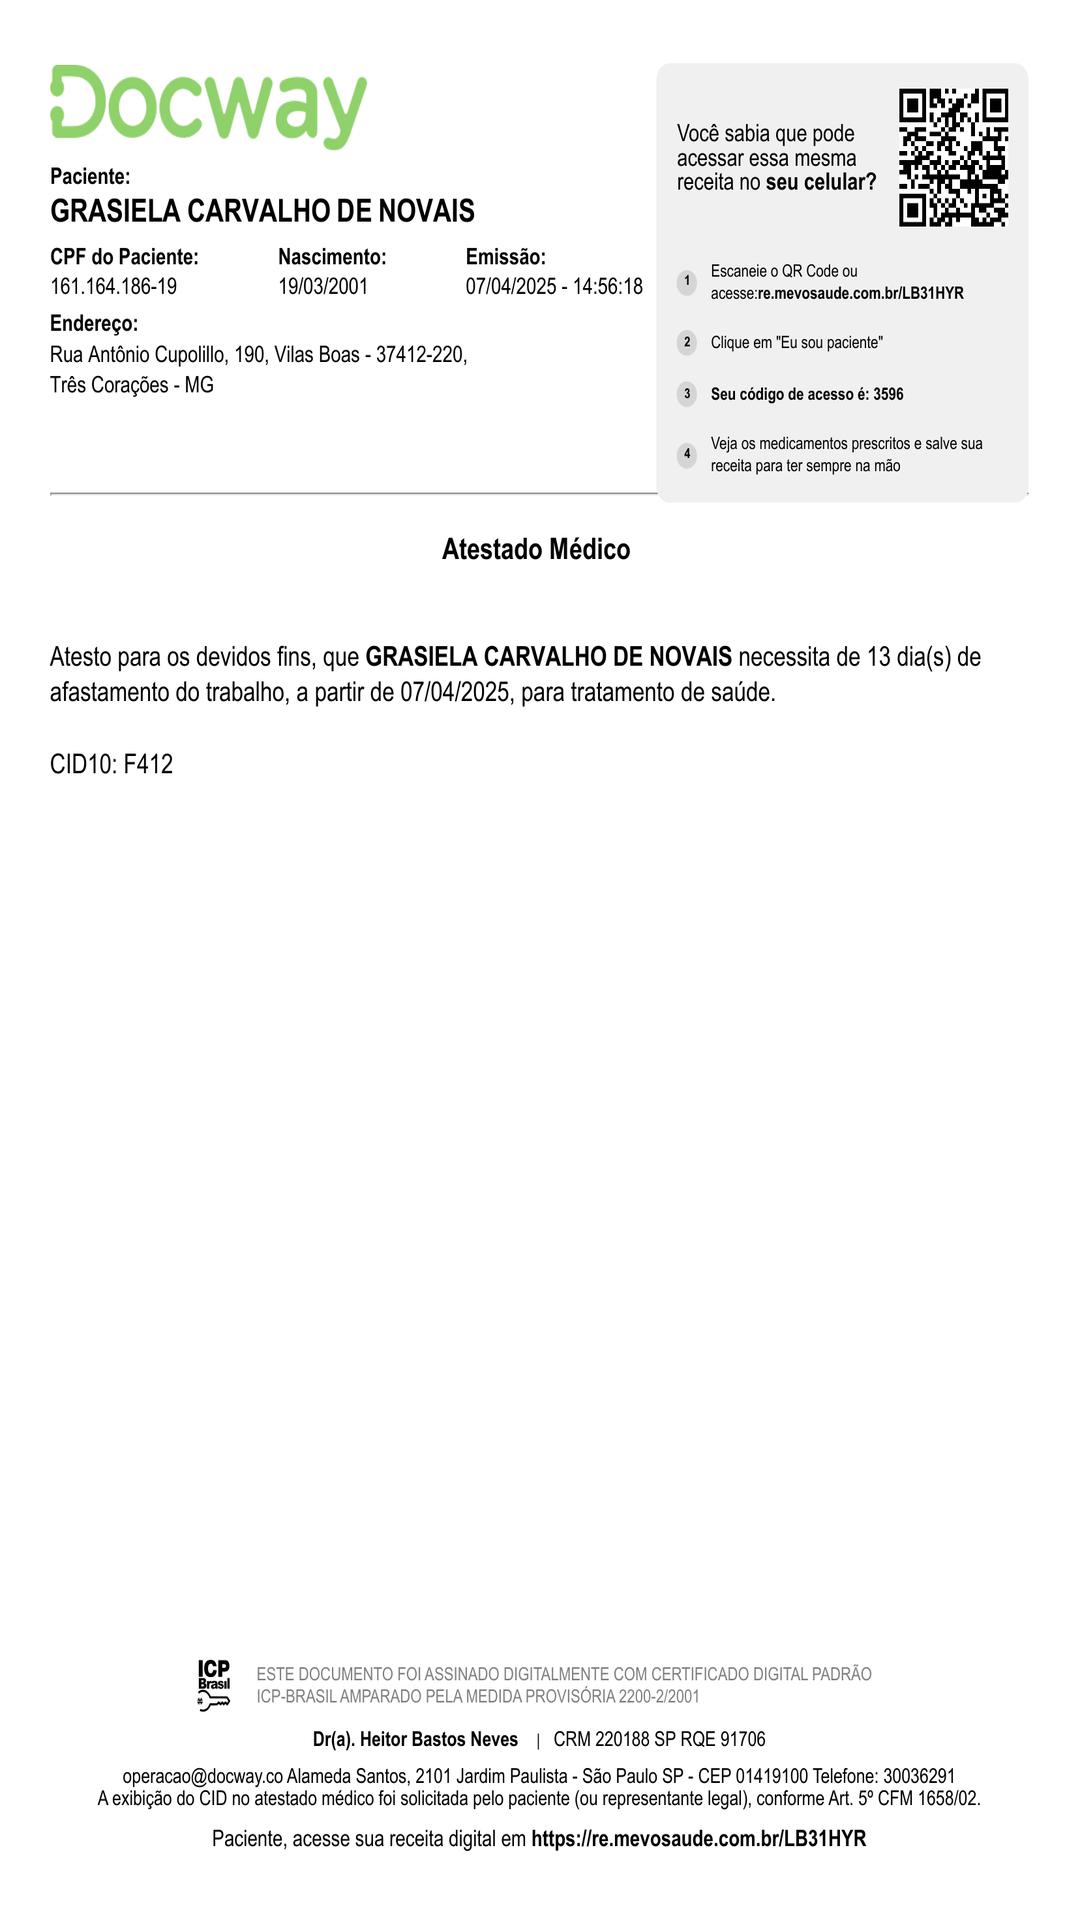 Docway
Paciente:
GRASIELA CARVALHO DE NOVAIS
CPF do Paciente: Nascimento: Emissão:
161.164.186-19 19/03/2001 07/04/2025 - 14:56:18
Endereço:
Rua Antônio Cupolillo, 190, Vilas Boas - 37412-220,
Três Corações - MG
Você sabia que pode
acessar essa mesma
receita no seu celular?
1 Escaneie o QR Code ou
acesse:re.mevosaude.com.br/LB31HYR
2 Clique em "Eu sou paciente"
3 Seu código de acesso é: 3596
4 Veja os medicamentos prescritos e salve sua
receita para ter sempre na mão
Atestado Médico
Atesto para os devidos fins, que GRASIELA CARVALHO DE NOVAIS necessita de 13 dia(s) de
afastamento do trabalho, a partir de 07/04/2025, para tratamento de saúde.
CID10: F412
ICP
Brasil
ESTE DOCUMENTO FOI ASSINADO DIGITALMENTE COM CERTIFICADO DIGITAL PADRÃO
ICP-BRASIL AMPARADO PELA MEDIDA PROVISÓRIA 2200-2/2001
Dr(a). Heitor Bastos Neves | CRM 220188 SP RQE 91706
operacao@docway.co Alameda Santos, 2101 Jardim Paulista - São Paulo SP - CEP 01419100 Telefone: 30036291
A exibição do CID no atestado médico foi solicitada pelo paciente (ou representante legal), conforme Art. 5º CFM 1658/02.
Paciente, acesse sua receita digital em https://re.mevosaude.com.br/LB31HYR